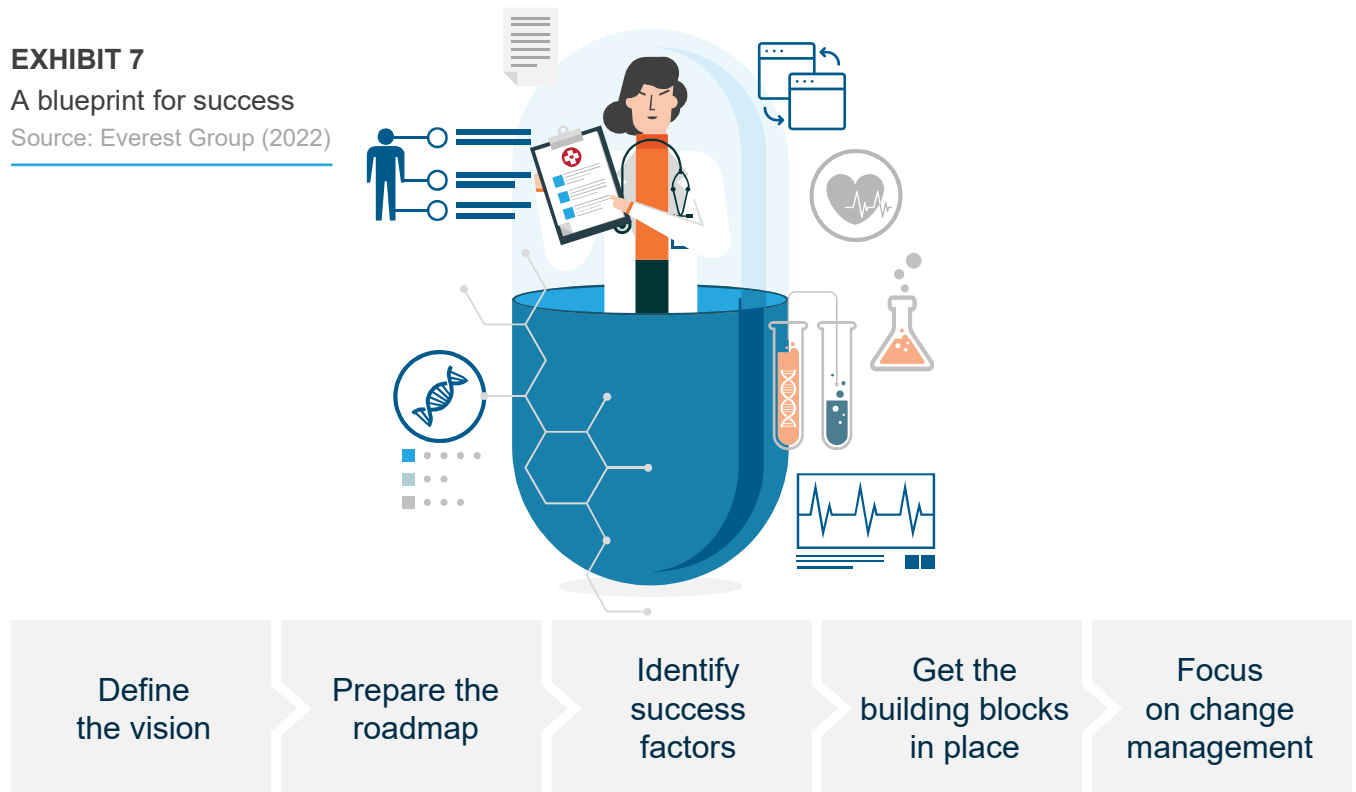 EXHIBIT 7
A blueprint for success
Source: Everest Group (2022)
Define
the vision
Prepare the
roadmap
Identify
success
factors
Get the
building blocks
in place
Focus
on change
management